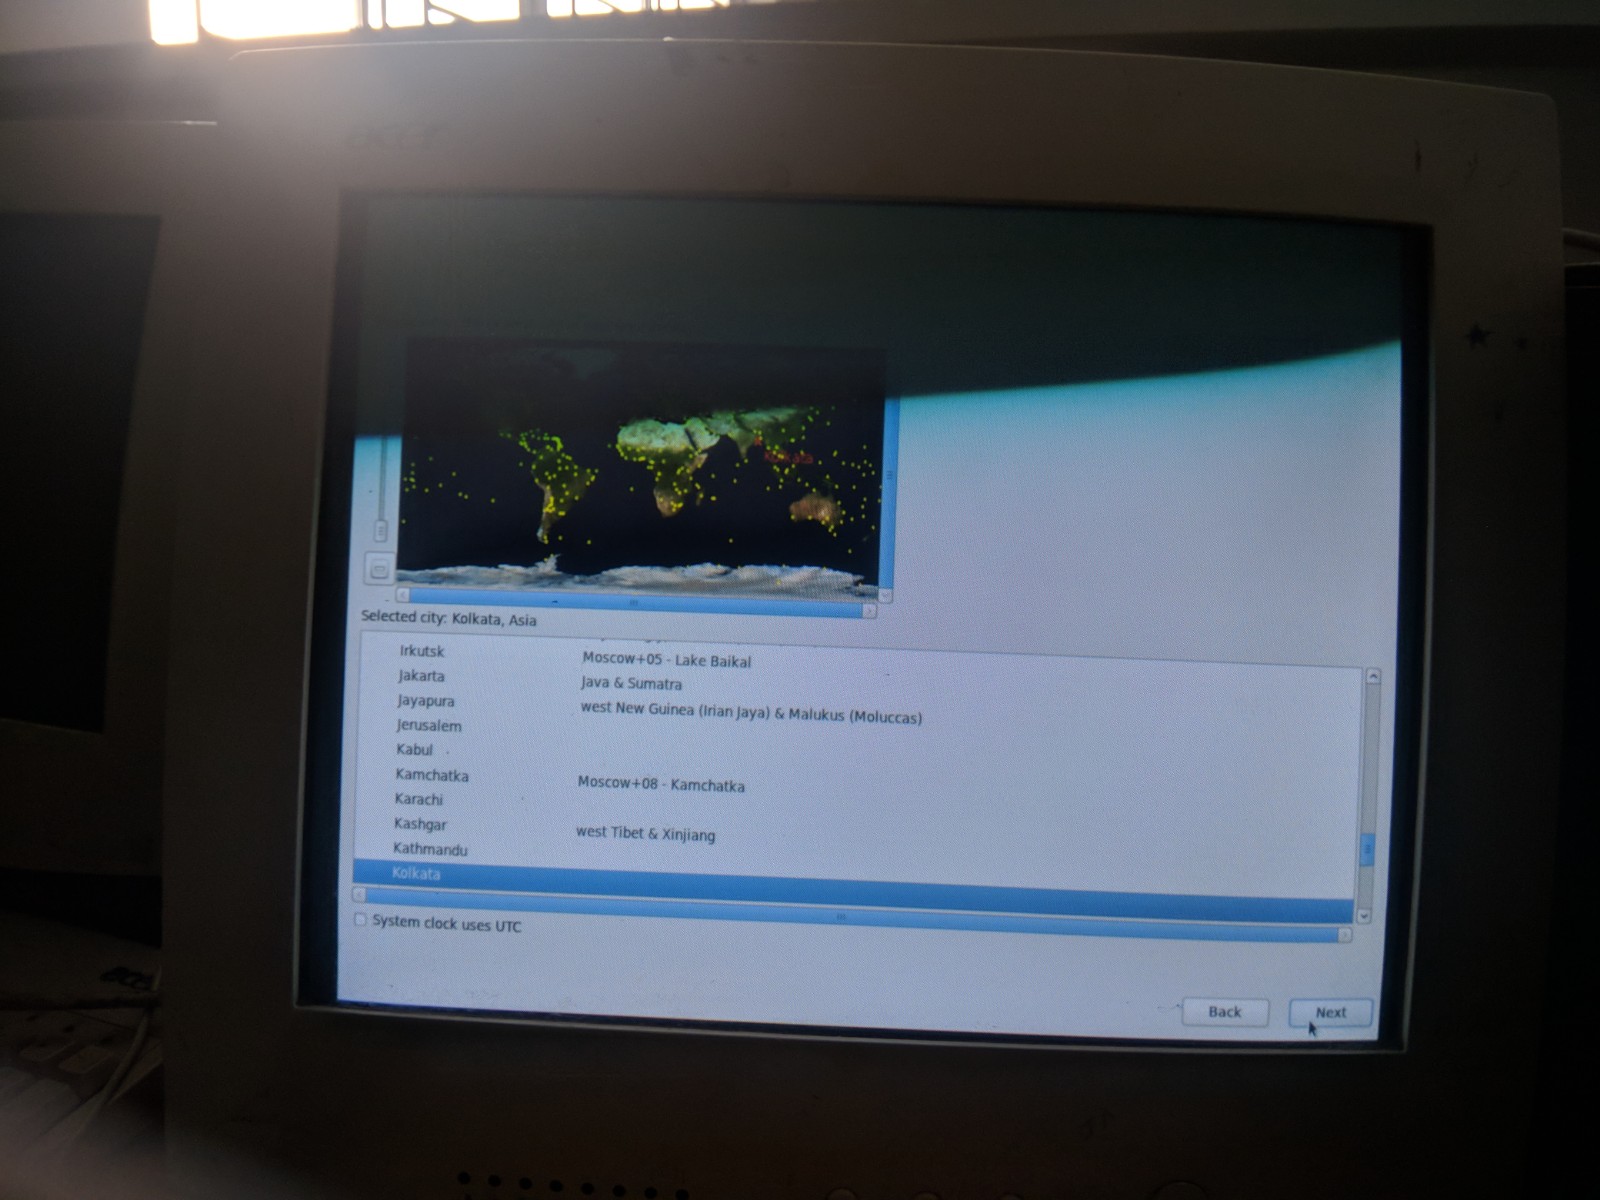 acer
Kolkata
Selected city: Kolkata, Asia
Irkutsk Moscow+05 - Lake Baikal
Jakarta Java & Sumatra
Jayapura west New Guinea (Irian Jaya) & Malukus (Moluccas)
Jerusalem
Kabul
Kamchatka Moscow+08 - Kamchatka
Karachi
Kashgar west Tibet & Xinjiang
Kathmandu
Kolkata
System clock uses UTC
Back Next